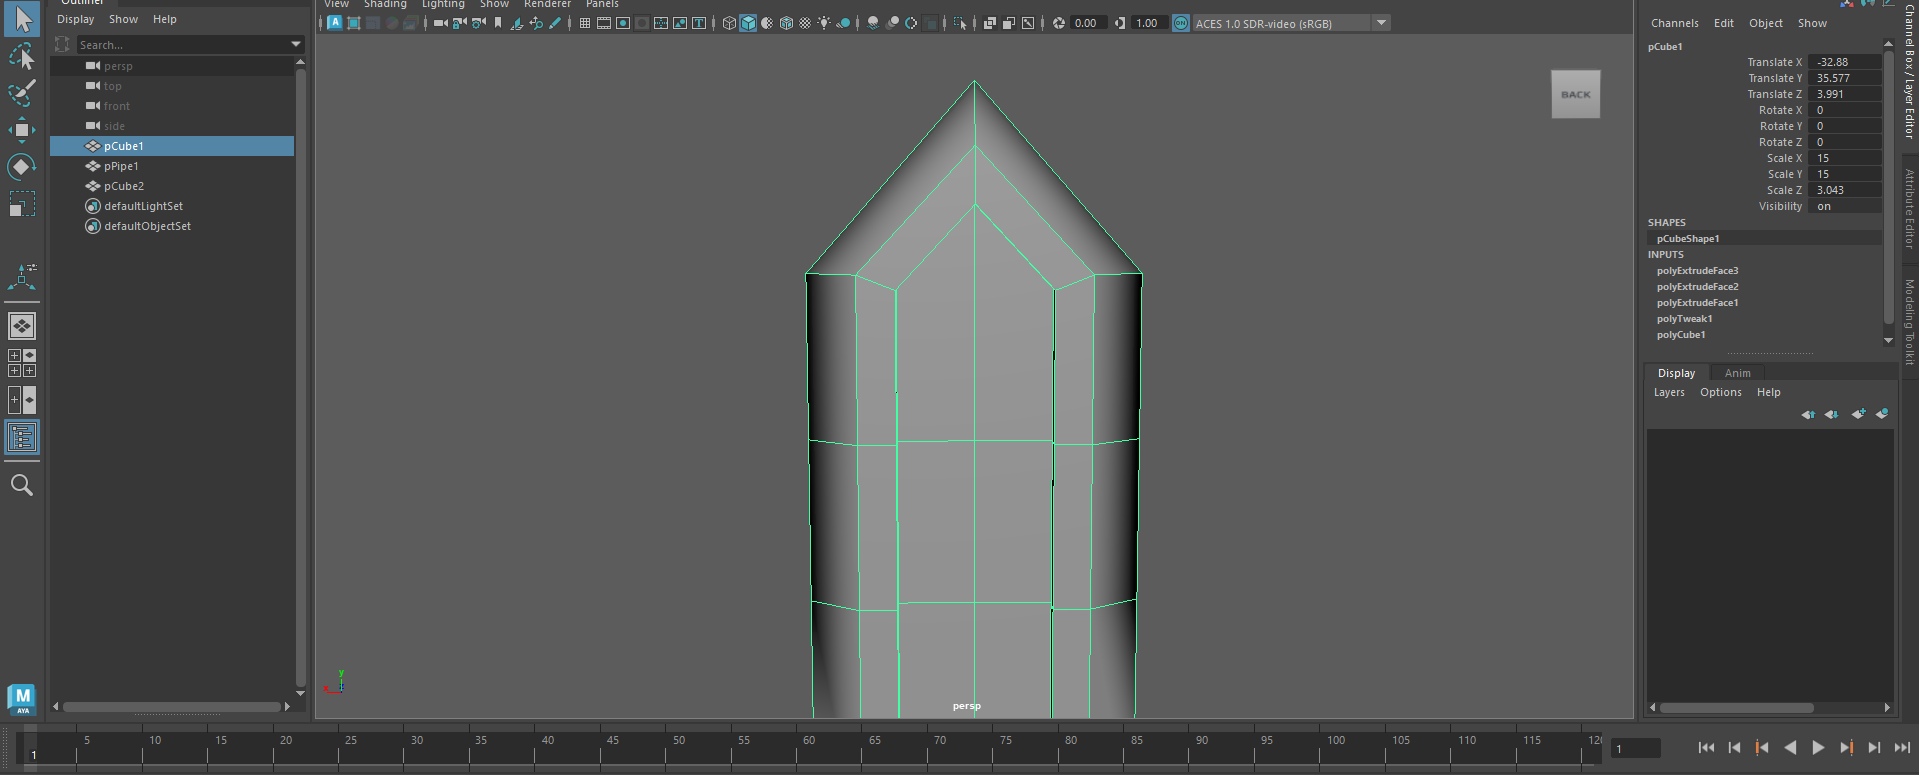 Outliner
View Shading Lighting Show Renderer Panels
Display Show Help
Search...
persp
top
front
side
pCube1
pPipe1
pCube2
defaultLightSet
defaultObjectSet
0.00 1.00 ON ACES 1.0 SDR-video (sRGB)
BACK
y
x
z
persp
Channels Edit Object Show
pCube1
Translate X -32.88
Translate Y 35.577
Translate Z 3.991
Rotate X 0
Rotate Y 0
Rotate Z 0
Scale X 15
Scale Y 15
Scale Z 3.043
Visibility on
SHAPES
pCubeShape1
INPUTS
polyExtrudeFace3
polyExtrudeFace2
polyExtrudeFace1
polyTweak1
polyCube1
Display Anim
Layers Options Help
Channel Box / Layer Editor
Attribute Editor
Modeling Toolkit
M
AYA
1 5 10 15 20 25 30 35 40 45 50 55 60 65 70 75 80 85 90 95 100 105 110 115 120
1